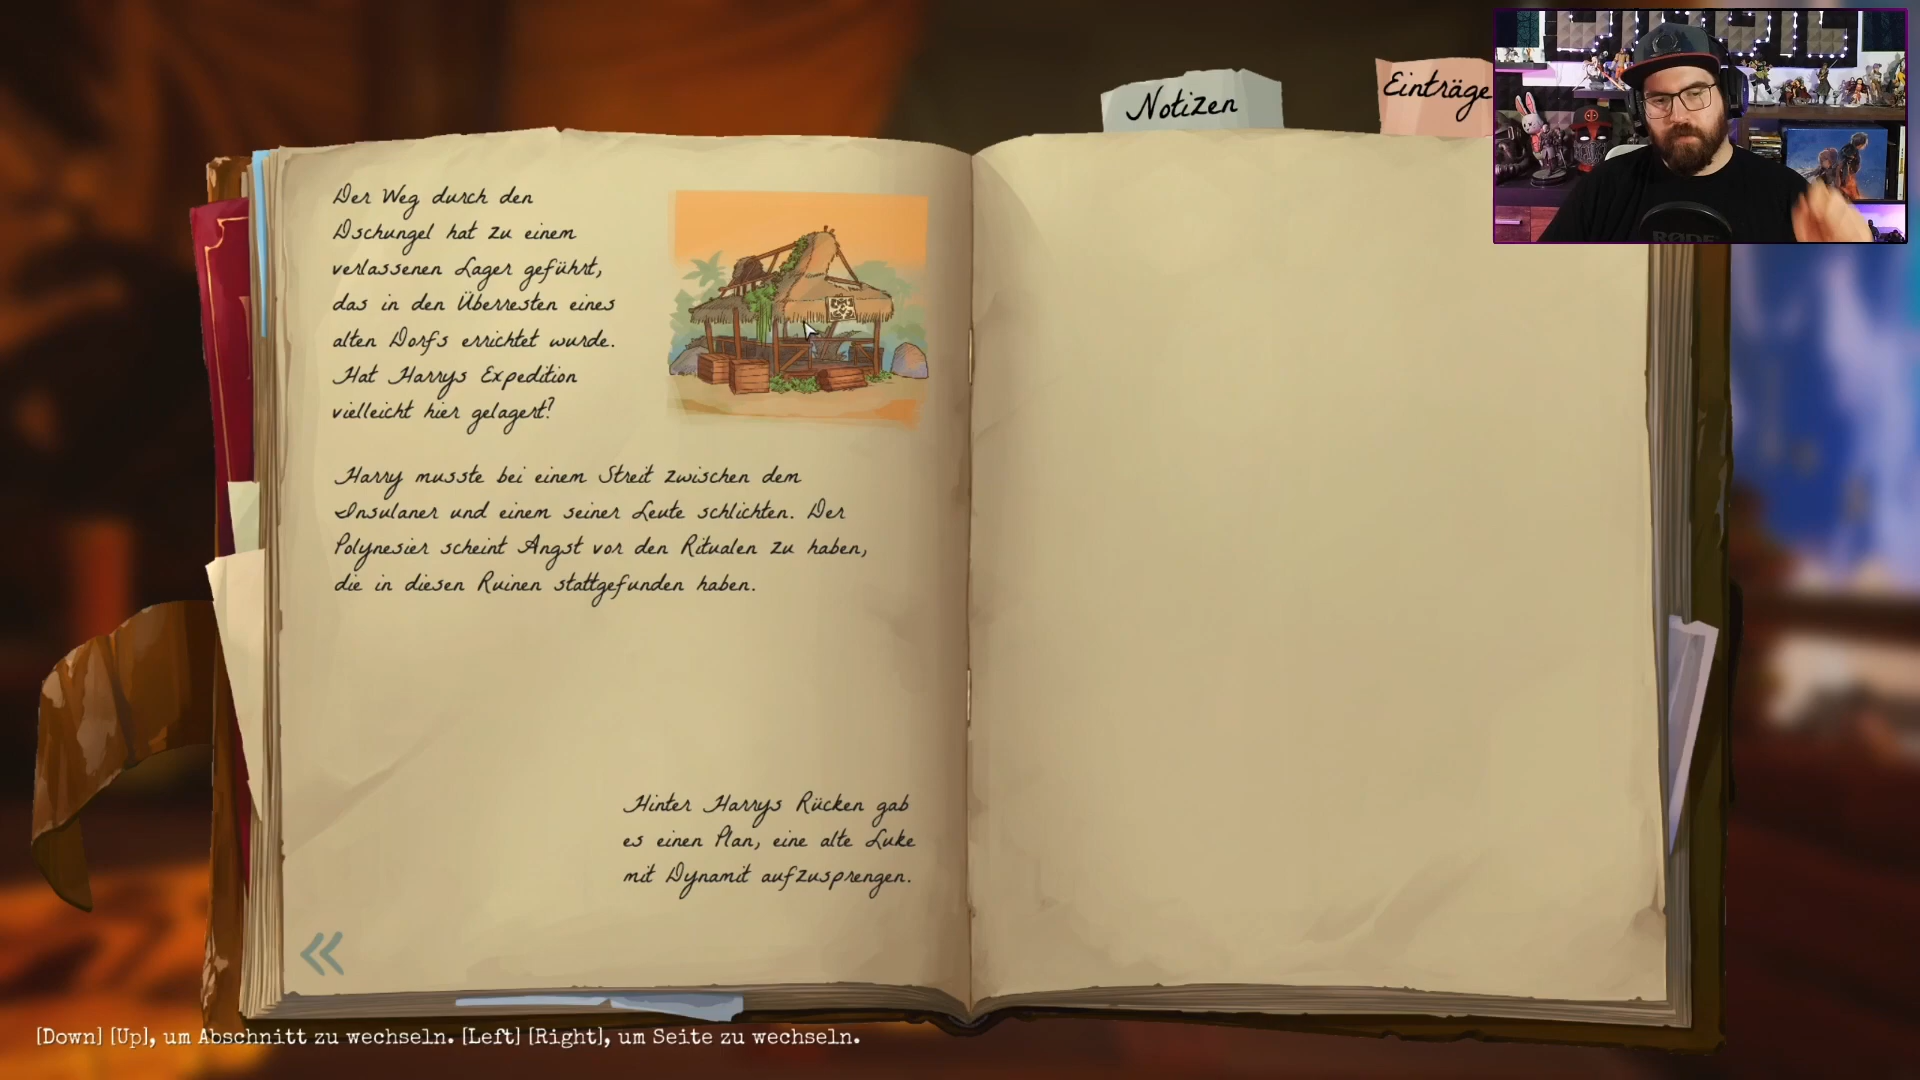 Notizen
Einträge
Der Weg durch den
Dschungel hat zu einem
verlassenen Lager geführt,
das in den Überresten eines
alten Dorfs errichtet wurde.
Hat Harrys Expedition
vielleicht hier gelagert?
Harry musste bei einem Streit zwischen dem
Insulaner und einem seiner Leute schlichten. Der
Polynesier scheint Angst vor den Ritualen zu haben,
die in diesen Ruinen stattgefunden haben.
Hinter Harrys Rücken gab
es einen Plan, eine alte Luke
mit Dynamit aufzusprengen.
[Down] [Up], um Abschnitt zu wechseln. [Left] [Right], um Seite zu wechseln.
RØDE